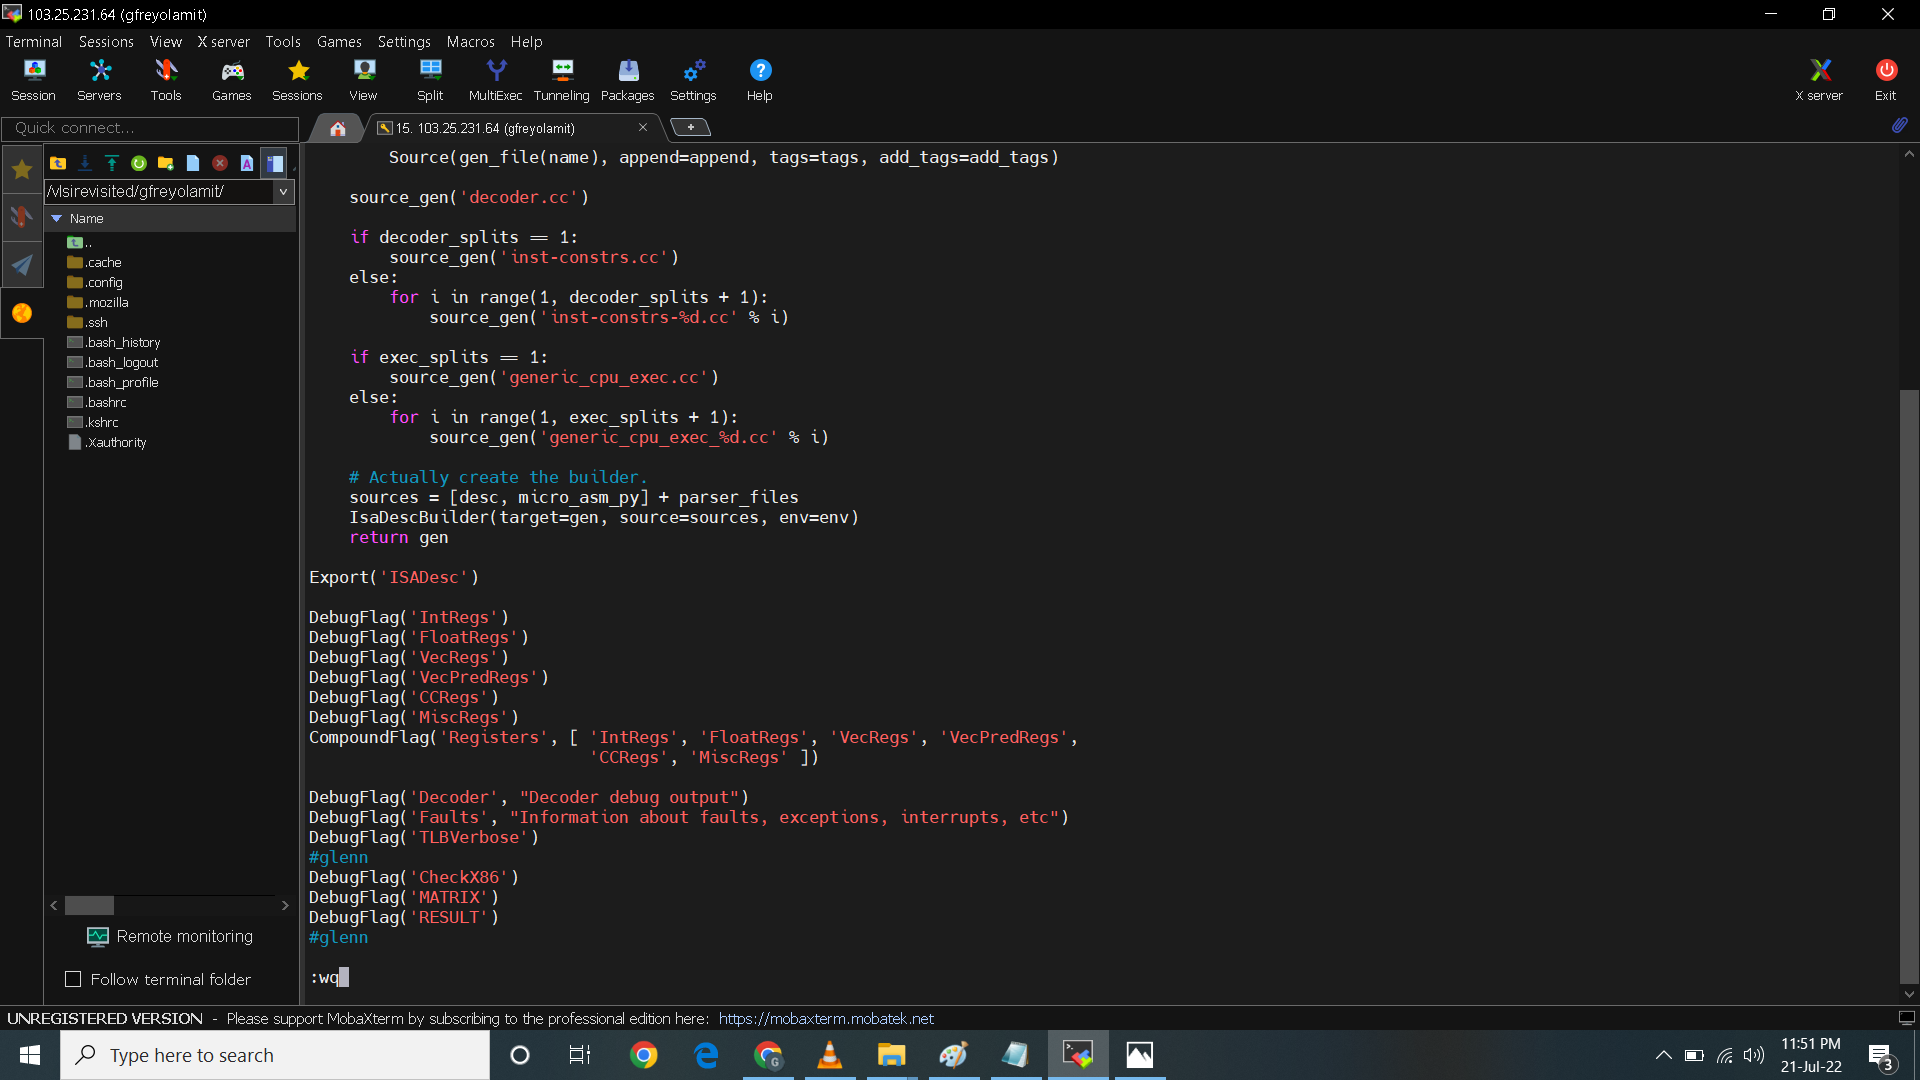 103.25.231.64 (gfreyolamit)
Terminal Sessions View X server Tools Games Settings Macros Help
Session Servers Tools Games Sessions View Split MultiExec Tunneling Packages Settings Help X server Exit
Quick connect...
15. 103.25.231.64 (gfreyolamit)
/vlsirevisited/gfreyolamit/
Name
..
.cache
.config
.mozilla
.ssh
.bash_history
.bash_logout
.bash_profile
.bashrc
.kshrc
.Xauthority
Remote monitoring
Follow terminal folder
        Source(gen_file(name), append=append, tags=tags, add_tags=add_tags)
    source_gen('decoder.cc')
    if decoder_splits == 1:
        source_gen('inst-constrs.cc')
    else:
        for i in range(1, decoder_splits + 1):
            source_gen('inst-constrs-%d.cc' % i)
    if exec_splits == 1:
        source_gen('generic_cpu_exec.cc')
    else:
        for i in range(1, exec_splits + 1):
            source_gen('generic_cpu_exec_%d.cc' % i)
    # Actually create the builder.
    sources = [desc, micro_asm_py] + parser_files
    IsaDescBuilder(target=gen, source=sources, env=env)
    return gen
Export('ISADesc')
DebugFlag('IntRegs')
DebugFlag('FloatRegs')
DebugFlag('VecRegs')
DebugFlag('VecPredRegs')
DebugFlag('CCRegs')
DebugFlag('MiscRegs')
CompoundFlag('Registers', [ 'IntRegs', 'FloatRegs', 'VecRegs', 'VecPredRegs',
                            'CCRegs', 'MiscRegs' ])
DebugFlag('Decoder', "Decoder debug output")
DebugFlag('Faults', "Information about faults, exceptions, interrupts, etc")
DebugFlag('TLBVerbose')
#glenn
DebugFlag('CheckX86')
DebugFlag('MATRIX')
DebugFlag('RESULT')
#glenn
:wq
UNREGISTERED VERSION - Please support MobaXterm by subscribing to the professional edition here: https://mobaxterm.mobatek.net
Type here to search
11:51 PM
21-Jul-22
3